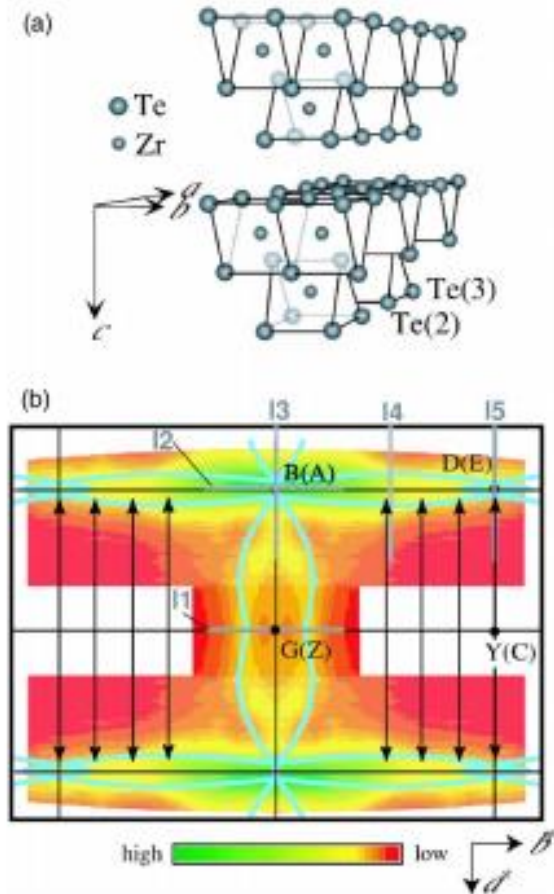 (a)
Te
Zr
a
b
c
Te(3)
Te(2)
(b)
l3
l4
l5
l2
B(A)
D(E)
l1
G(Z)
Y(C)
high
low